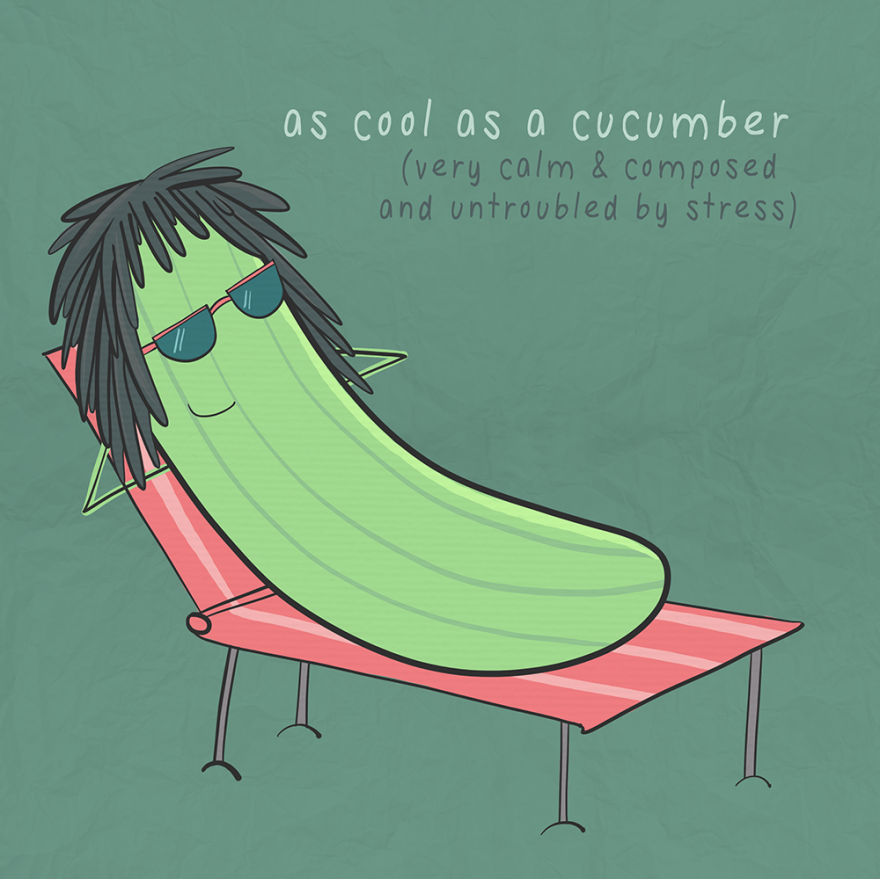 as cool as a cucumber
(very calm & composed
and untroubled by stress)